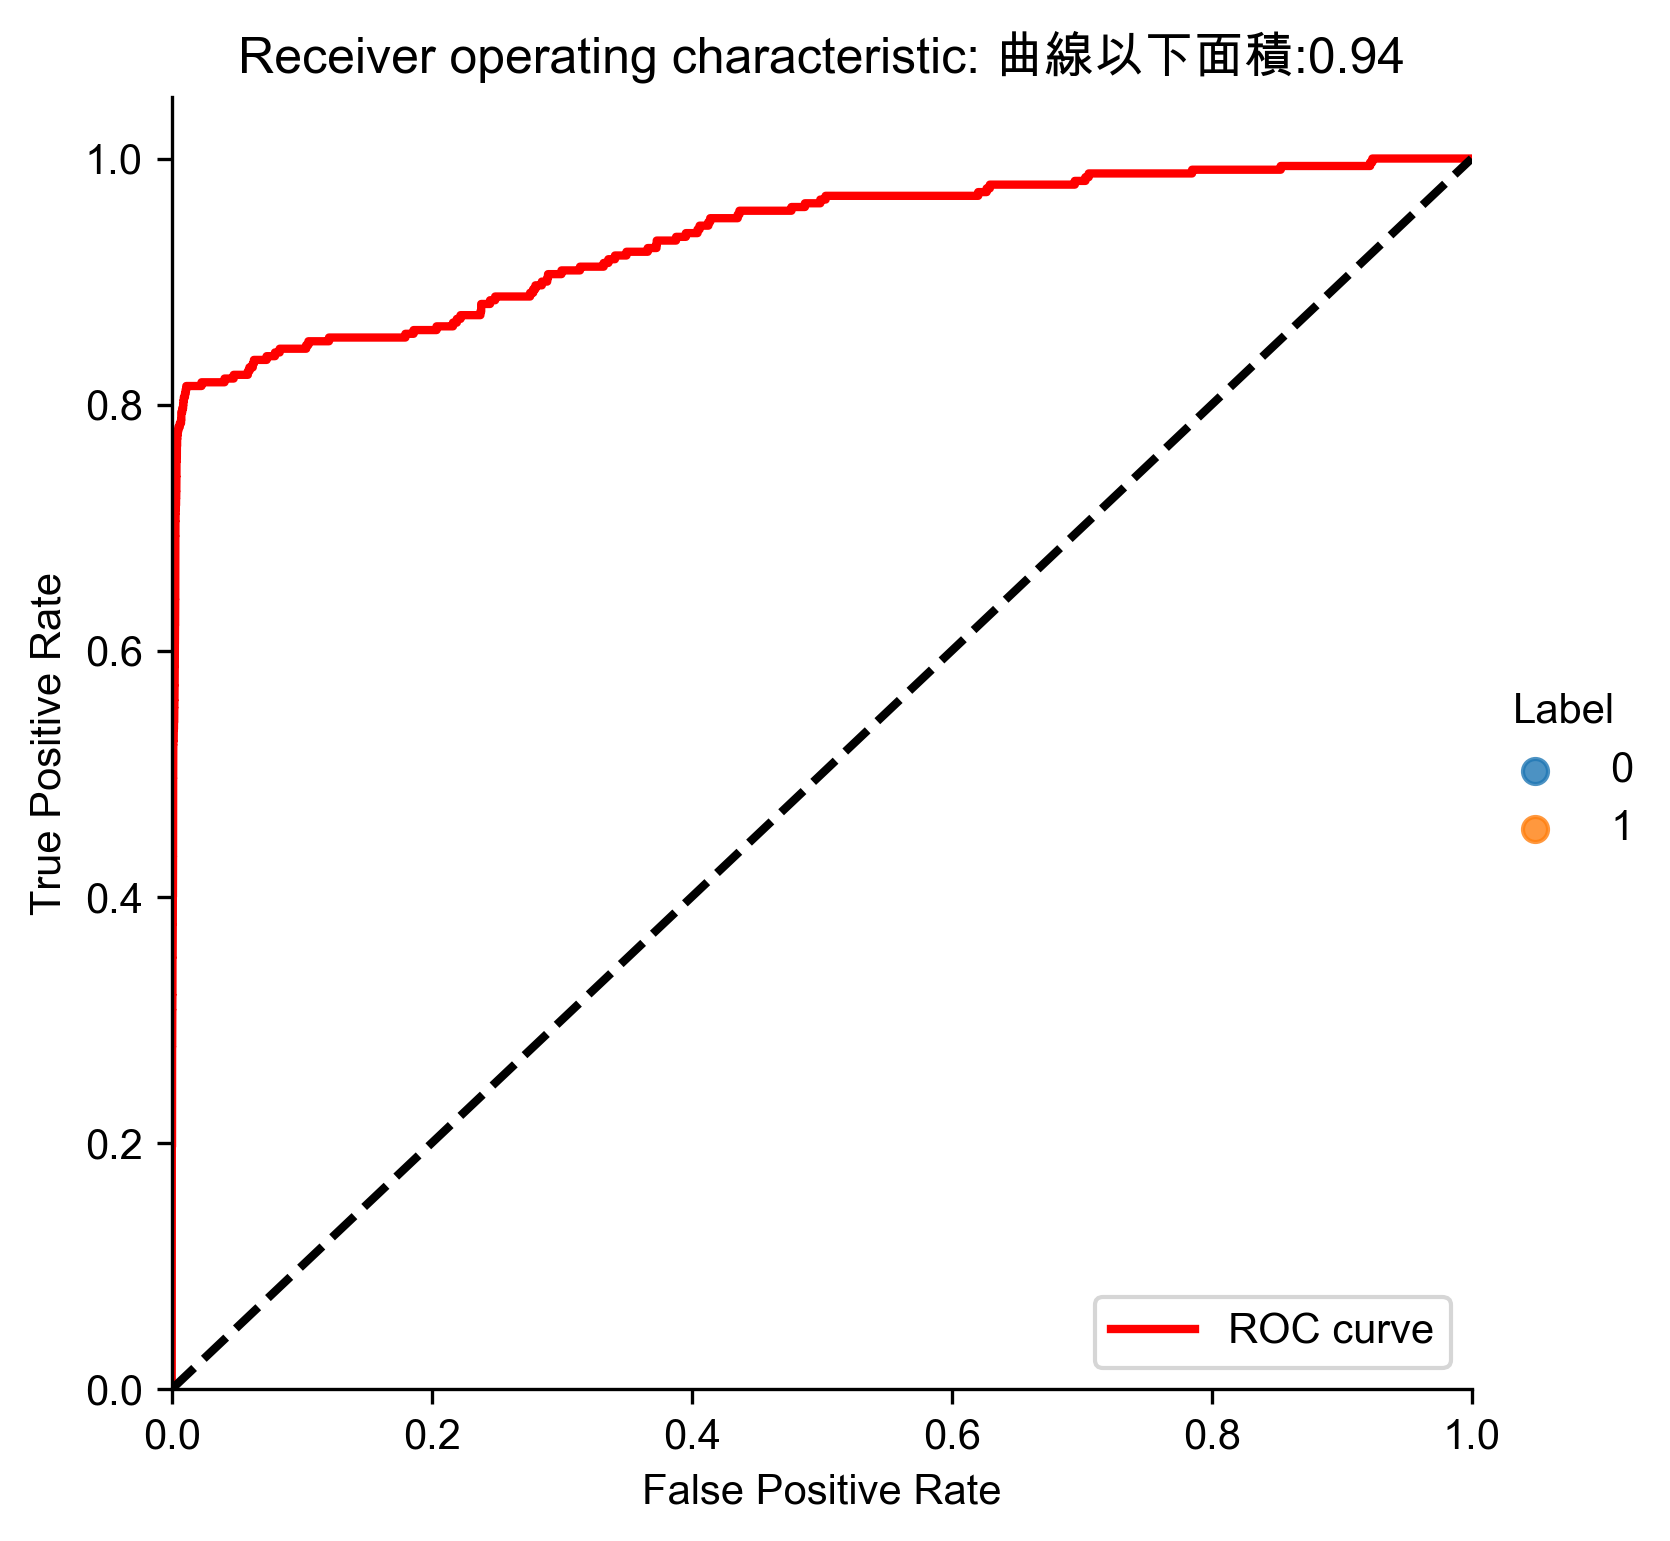 Receiver operating characteristic: 曲線以下面積:0.94
1.0
0.8
0.6
0.4
0.2
0.0
True Positive Rate
0.0 0.2 0.4 0.6 0.8 1.0
False Positive Rate
ROC curve
Label
0
1